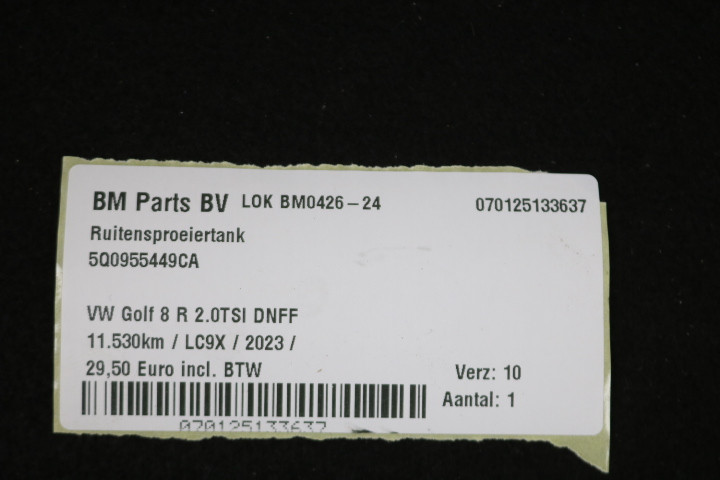 BM Parts BV LOK BM0426-24 070125133637
Ruitensproeiertank
5Q0955449CA
VW Golf 8 R 2.0TSI DNFF
11.530km / LC9X / 2023 /
29,50 Euro incl. BTW Verz: 10
Aantal: 1
070125133637